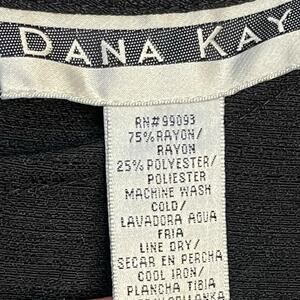 DANA KAY
RN#99093
75%RAYON/
RAYON
25%POLYESTER/
POLIESTER
MACHINE WASH
COLD/
LAVADORA AGUA
FRIA
LINE DRY/
SECAR EN PERCHA
COOL IRON/
PLANCHA TIBIA